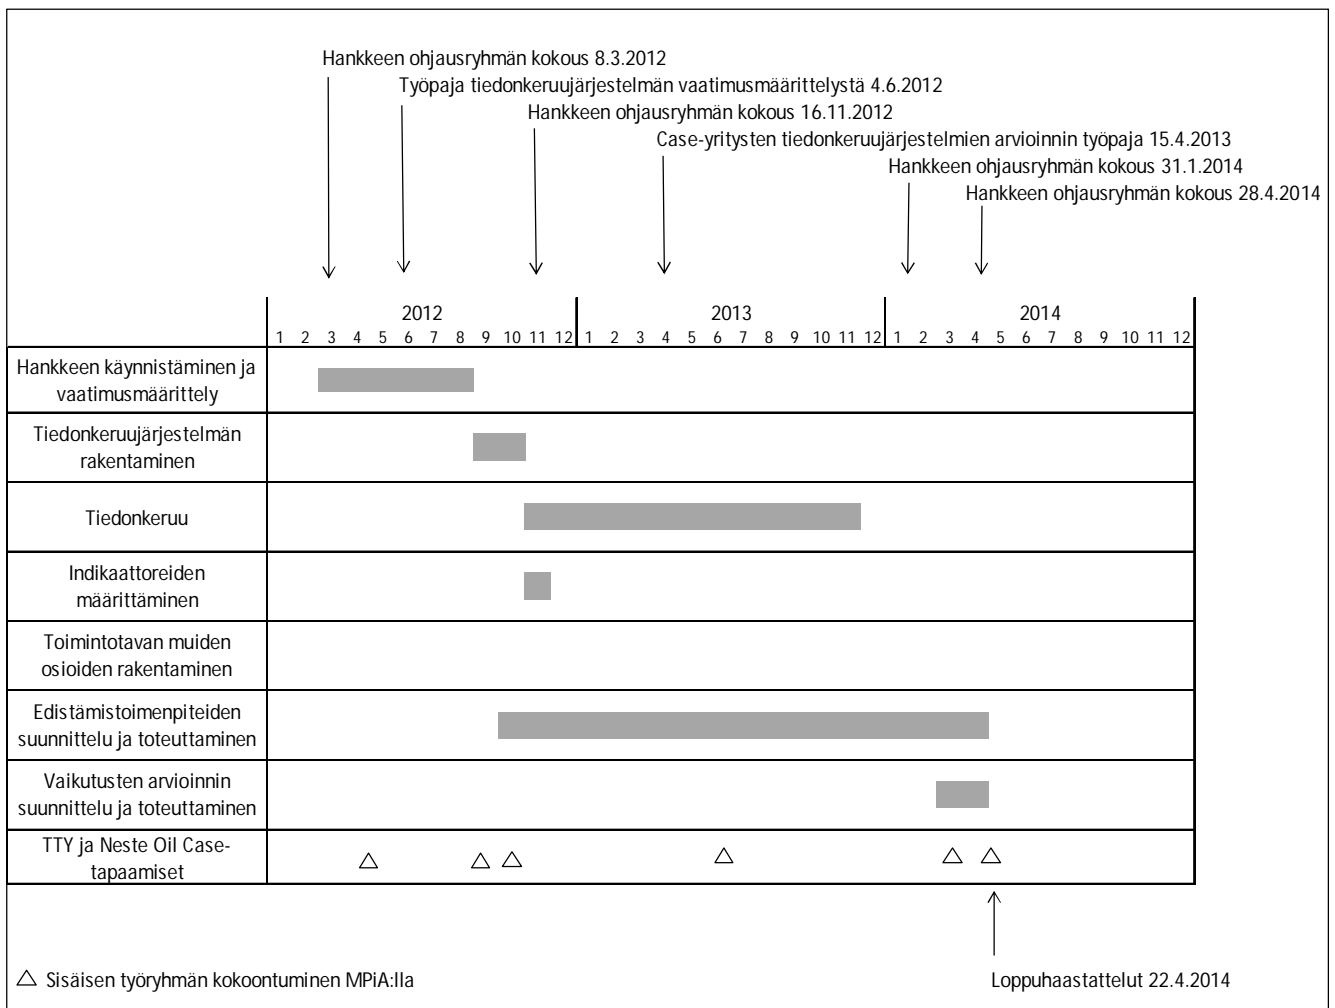 Hankkeen ohjausryhmän kokous 8.3.2012
Työpaja tiedonkeruujärjestelmän vaatimusmäärittelystä 4.6.2012
Hankkeen ohjausryhmän kokous 16.11.2012
Case-yritysten tiedonkeruujärjestelmien arvioinnin työpaja 15.4.2013
Hankkeen ohjausryhmän kokous 31.1.2014
Hankkeen ohjausryhmän kokous 28.4.2014
2012 2013 2014
1 2 3 4 5 6 7 8 9 10 11 12 1 2 3 4 5 6 7 8 9 10 11 12 1 2 3 4 5 6 7 8 9 10 11 12
Hankkeen käynnistäminen ja
vaatimusmäärittely
Tiedonkeruujärjestelmän
rakentaminen
Tiedonkeruu
Indikaattoreiden
määrittäminen
Toimintotavan muiden
osioiden rakentaminen
Edistämistoimenpiteiden
suunnittelu ja toteuttaminen
Vaikutusten arvioinnin
suunnittelu ja toteuttaminen
TTY ja Neste Oil Case-
tapaamiset
Sisäisen työryhmän kokoontuminen MPiA:lla
Loppuhaastattelut 22.4.2014